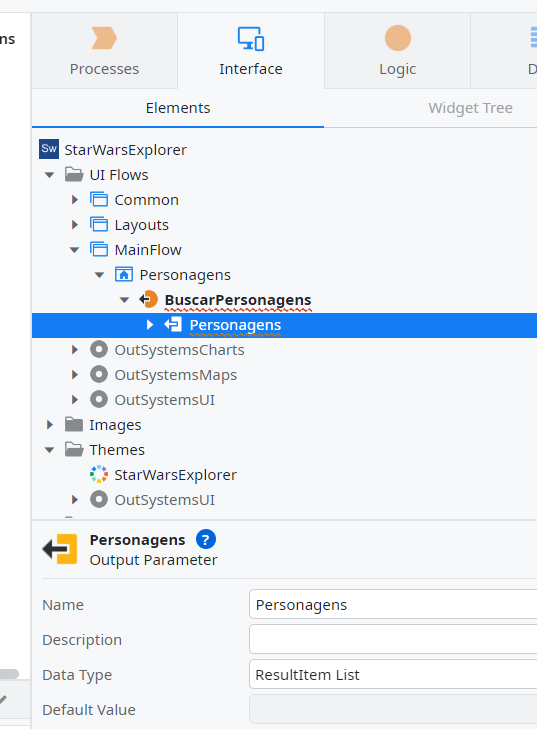 ns
Processes
Interface
Logic
D
Elements
Widget Tree
Sw StarWarsExplorer
UI Flows
Common
Layouts
MainFlow
Personagens
BuscarPersonagens
Personagens
OutSystemsCharts
OutSystemsMaps
OutSystemsUI
Images
Themes
StarWarsExplorer
OutSystemsUI
Personagens ?
Output Parameter
Name Personagens
Description
Data Type ResultItem List
Default Value